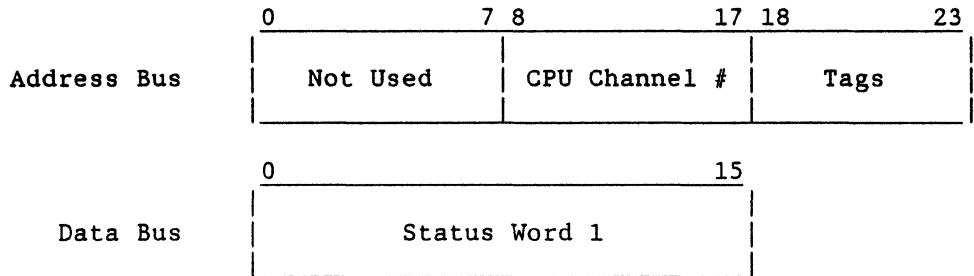 0 7 8 17 18 23
Address Bus Not Used CPU Channel # Tags
0 15
Data Bus Status Word 1